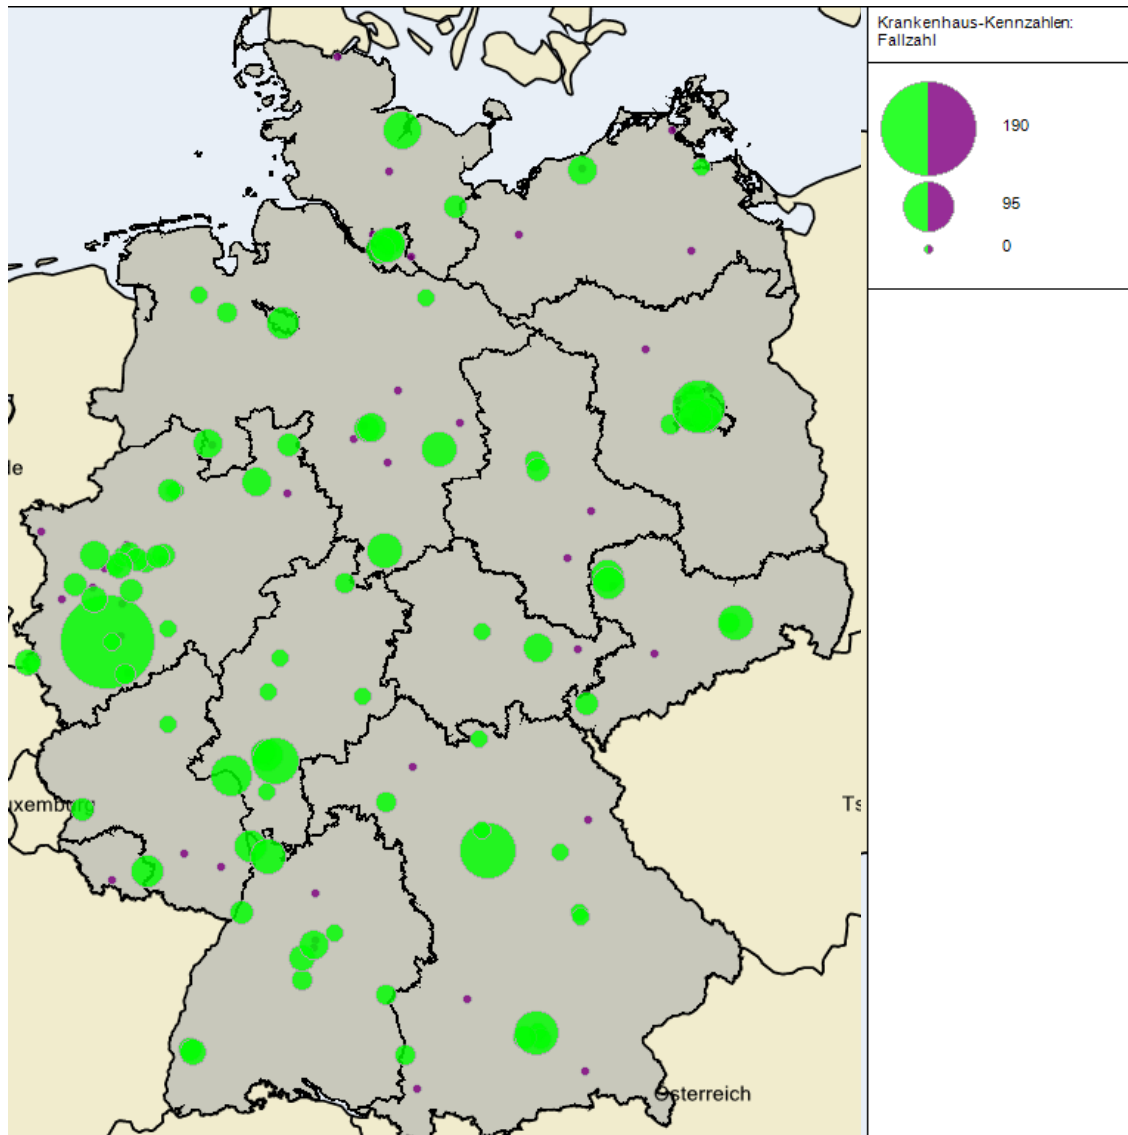 Krankenhaus-Kennzahlen:
Fallzahl
190
95
0
le
uxemburg
Ts
Österreich